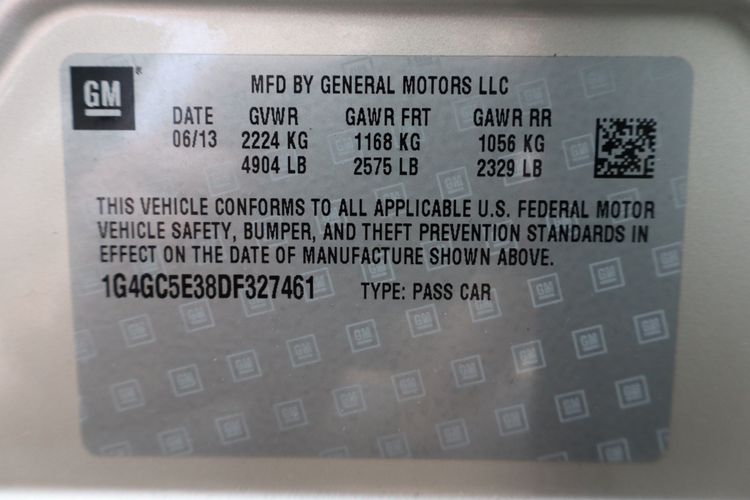 GM
MFD BY GENERAL MOTORS LLC
DATE GVWR GAWR FRT GAWR RR
06/13 2224 KG 1168 KG 1056 KG
4904 LB 2575 LB 2329 LB
THIS VEHICLE CONFORMS TO ALL APPLICABLE U.S. FEDERAL MOTOR
VEHICLE SAFETY, BUMPER, AND THEFT PREVENTION STANDARDS IN
EFFECT ON THE DATE OF MANUFACTURE SHOWN ABOVE.
1G4GC5E38DF327461 TYPE: PASS CAR